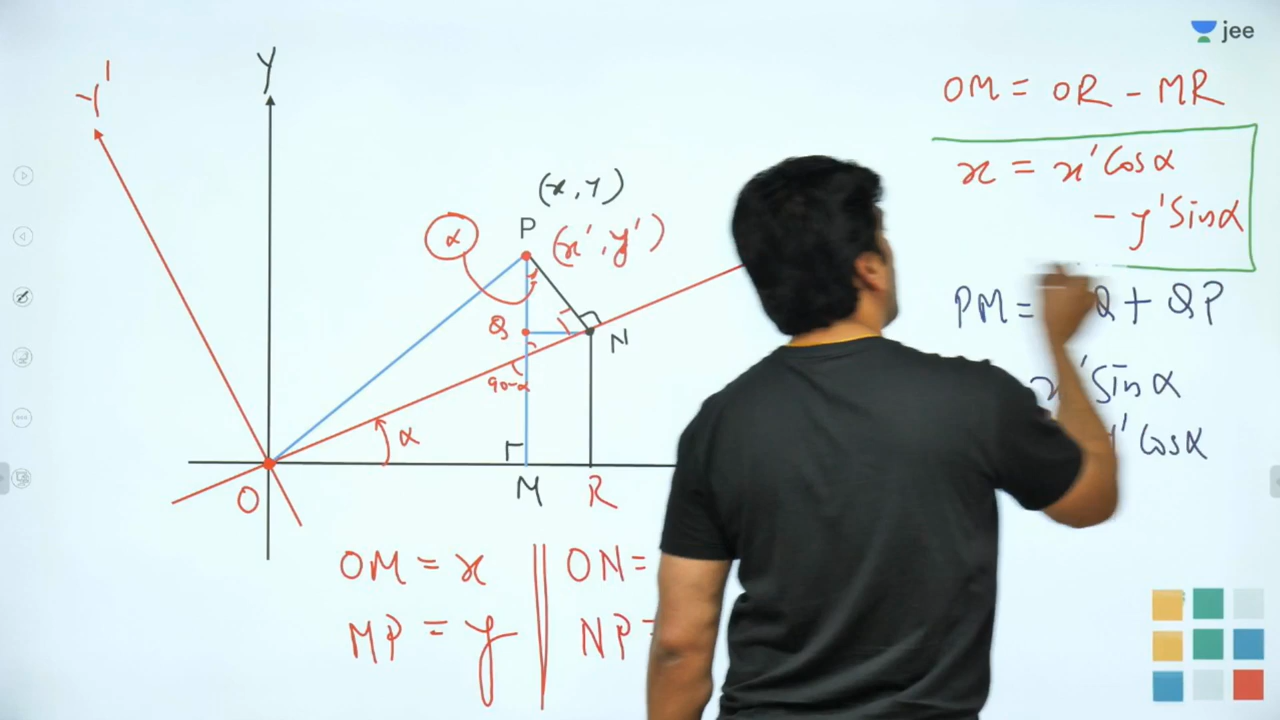 jee
Y'
Y
OM = OR - MR
x = x'Cosα
- y'Sinα
(x, y)
P
α
(x', y')
PM = Q + QP
Q
N
90-α
x'Sinα
α
y'Cosα
O
M
R
OM = x
ON =
MP = y
NP =